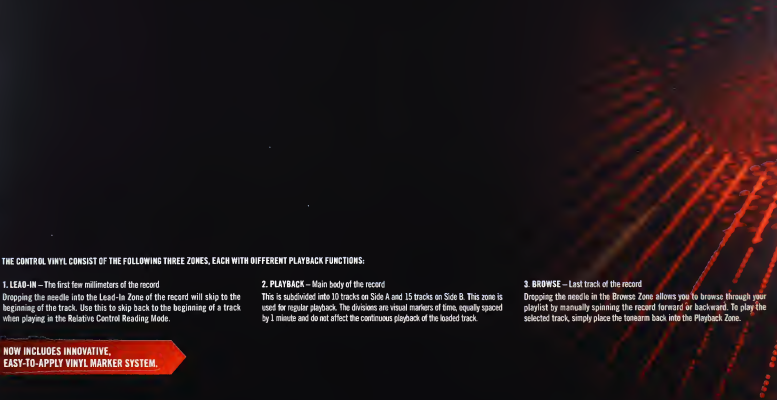 THE CONTROL VINYL CONSIST OF THE FOLLOWING THREE ZONES, EACH WITH DIFFERENT PLAYBACK FUNCTIONS:
1. LEAD-IN – The first few millimeters of the record
Dropping the needle into the Lead-In Zone of the record will skip to the
beginning of the track. Use this to skip back to the beginning of a track
when playing in the Relative Control Reading Mode.
2. PLAYBACK – Main body of the record
This is subdivided into 10 tracks on Side A and 15 tracks on Side B. This zone is
used for regular playback. The divisions are visual markers of time, equally spaced
by 1 minute and do not affect the continuous playback of the loaded track.
3. BROWSE – Last track of the record
Dropping the needle in the Browse Zone allows you to browse through your
playlist by manually spinning the record forward or backward. To play the
selected track, simply place the tonearm back into the Playback Zone.
NOW INCLUDES INNOVATIVE,
EASY-TO-APPLY VINYL MARKER SYSTEM.